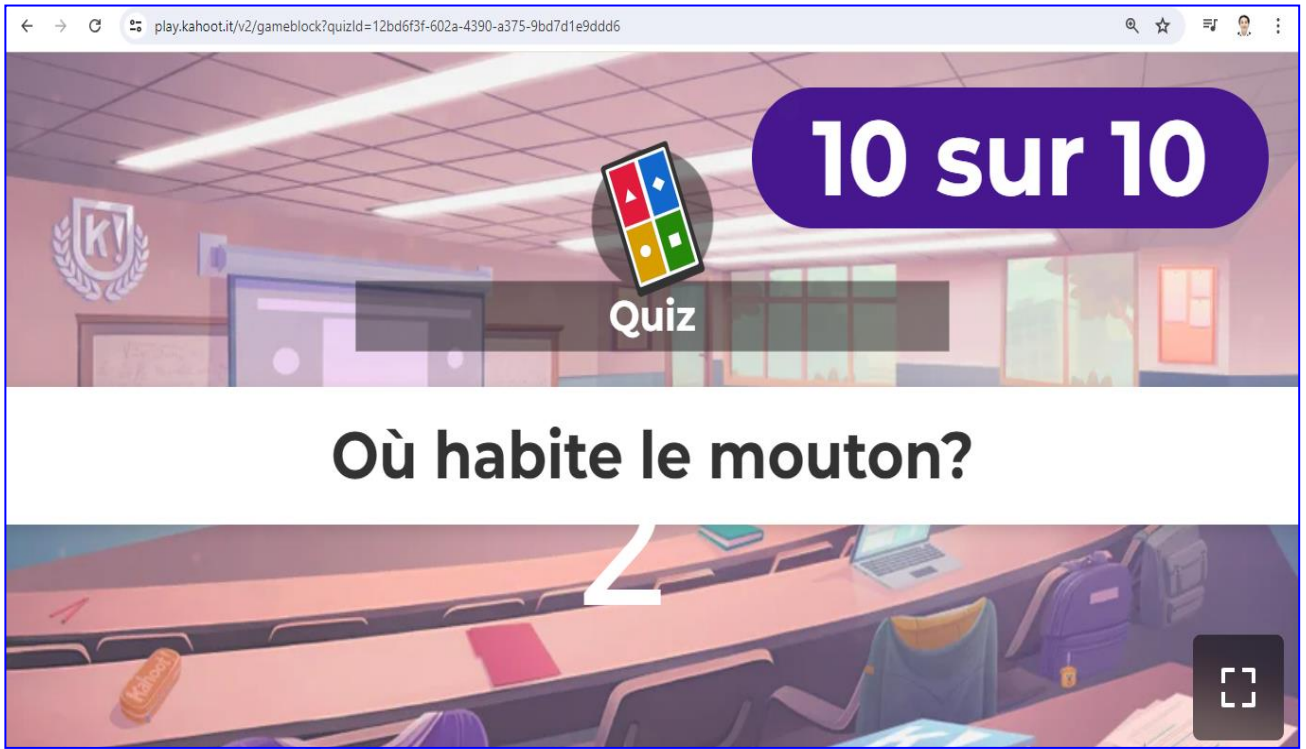 play.kahoot.it/v2/gameblock?quizId=12bd6f3f-602a-4390-a375-9bd7d1e9ddd6
10 sur 10
K!
Quiz
Où habite le mouton?
2
Kahoot!
K!